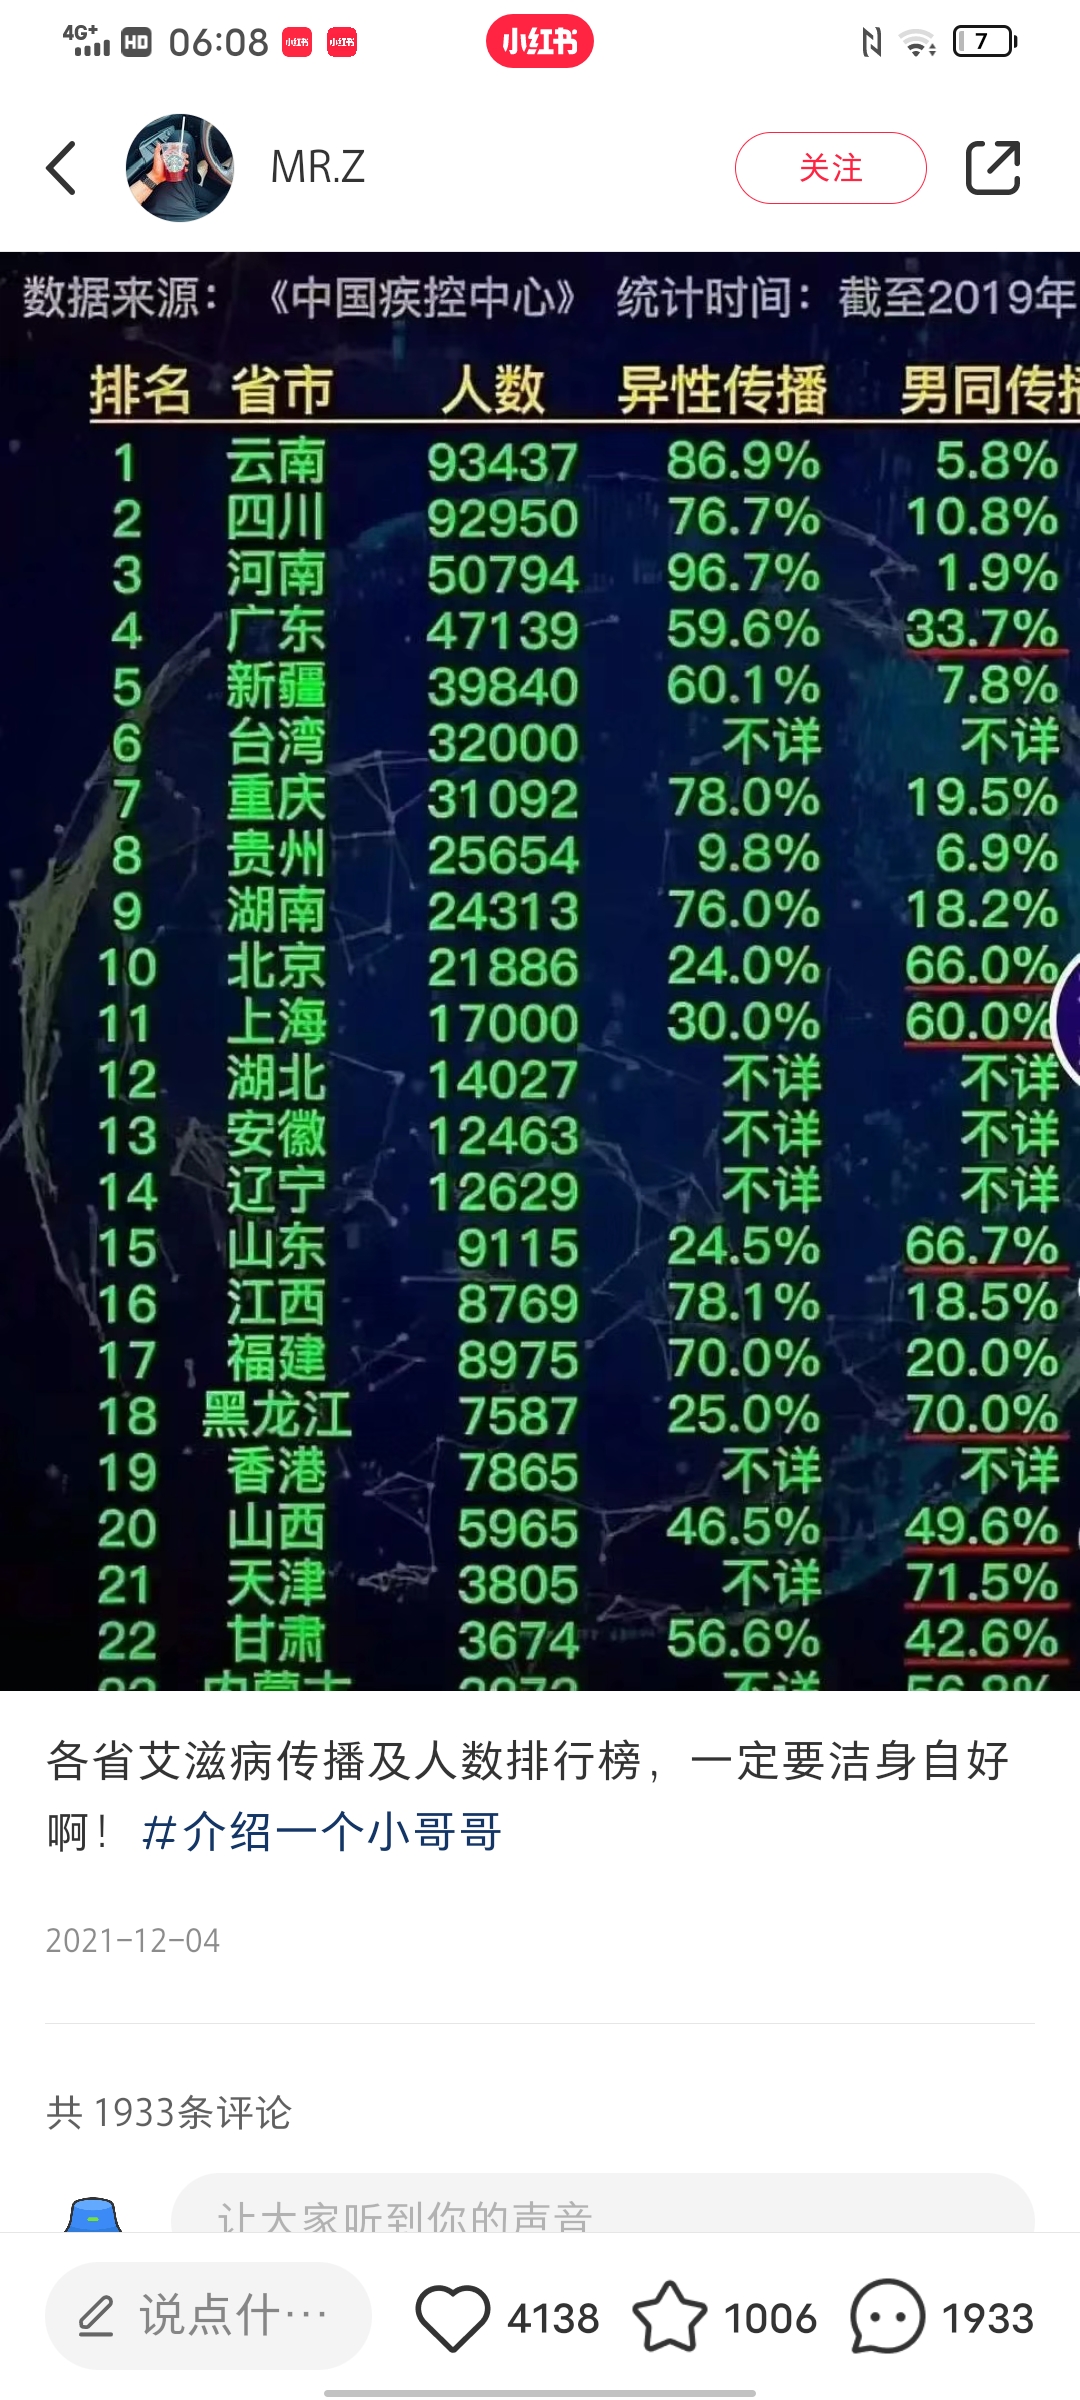 4G+ HD 06:08 小红书 小红书 小红书 7
MR.Z 关注
数据来源：《中国疾控中心》 统计时间：截至2019年
排名 省市 人数 异性传播 男同传播
1 云南 93437 86.9% 5.8%
2 四川 92950 76.7% 10.8%
3 河南 50794 96.7% 1.9%
4 广东 47139 59.6% 33.7%
5 新疆 39840 60.1% 7.8%
6 台湾 32000 不详 不详
7 重庆 31092 78.0% 19.5%
8 贵州 25654 9.8% 6.9%
9 湖南 24313 76.0% 18.2%
10 北京 21886 24.0% 66.0%
11 上海 17000 30.0% 60.0%
12 湖北 14027 不详 不详
13 安徽 12463 不详 不详
14 辽宁 12629 不详 不详
15 山东 9115 24.5% 66.7%
16 江西 8769 78.1% 18.5%
17 福建 8975 70.0% 20.0%
18 黑龙江 7587 25.0% 70.0%
19 香港 7865 不详 不详
20 山西 5965 46.5% 49.6%
21 天津 3805 不详 71.5%
22 甘肃 3674 56.6% 42.6%
内蒙古 不详
各省艾滋病传播及人数排行榜，一定要洁身自好
啊！#介绍一个小哥哥
2021-12-04
共 1933条评论
让大家听到你的声音
说点什… 4138 1006 1933